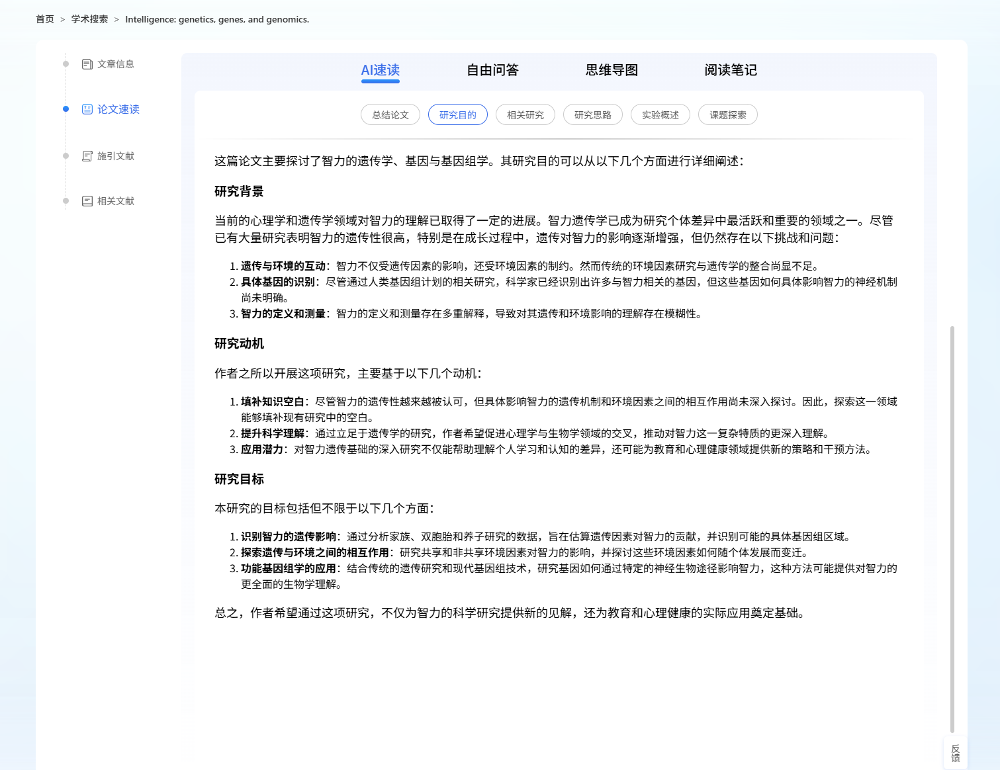 首页 > 学术搜索 > Intelligence: genetics, genes, and genomics.
文章信息
论文速读
施引文献
相关文献
AI速读 自由问答 思维导图 阅读笔记
总结论文 研究目的 相关研究 研究思路 实验概述 课题探索
这篇论文主要探讨了智力的遗传学、基因与基因组学。其研究目的可以从以下几个方面进行详细阐述：
研究背景
当前的心理学和遗传学领域对智力的理解已取得了一定的进展。智力遗传学已成为研究个体差异中最活跃和重要的领域之一。尽管
已有大量研究表明智力的遗传性很高，特别是在成长过程中，遗传对智力的影响逐渐增强，但仍然存在以下挑战和问题：
1. 遗传与环境的互动：智力不仅受遗传因素的影响，还受环境因素的制约。然而传统的环境因素研究与遗传学的整合尚显不足。
2. 具体基因的识别：尽管通过人类基因组计划的相关研究，科学家已经识别出许多与智力相关的基因，但这些基因如何具体影响智力的神经机制
尚未明确。
3. 智力的定义和测量：智力的定义和测量存在多重解释，导致对其遗传和环境影响的理解存在模糊性。
研究动机
作者之所以开展这项研究，主要基于以下几个动机：
1. 填补知识空白：尽管智力的遗传性越来越被认可，但具体影响智力的遗传机制和环境因素之间的相互作用尚未深入探讨。因此，探索这一领域
能够填补现有研究中的空白。
2. 提升科学理解：通过立足于遗传学的研究，作者希望促进心理学与生物学领域的交叉，推动对智力这一复杂特质的更深入理解。
3. 应用潜力：对智力遗传基础的深入研究不仅能帮助理解个人学习和认知的差异，还可能为教育和心理健康领域提供新的策略和干预方法。
研究目标
本研究的目标包括但不限于以下几个方面：
1. 识别智力的遗传影响：通过分析家族、双胞胎和养子研究的数据，旨在估算遗传因素对智力的贡献，并识别可能的具体基因组区域。
2. 探索遗传与环境之间的相互作用：研究共享和非共享环境因素对智力的影响，并探讨这些环境因素如何随个体发展而变迁。
3. 功能基因组学的应用：结合传统的遗传研究和现代基因组技术，研究基因如何通过特定的神经生物途径影响智力，这种方法可能提供对智力的
更全面的生物学理解。
总之，作者希望通过这项研究，不仅为智力的科学研究提供新的见解，还为教育和心理健康的实际应用奠定基础。
反
馈